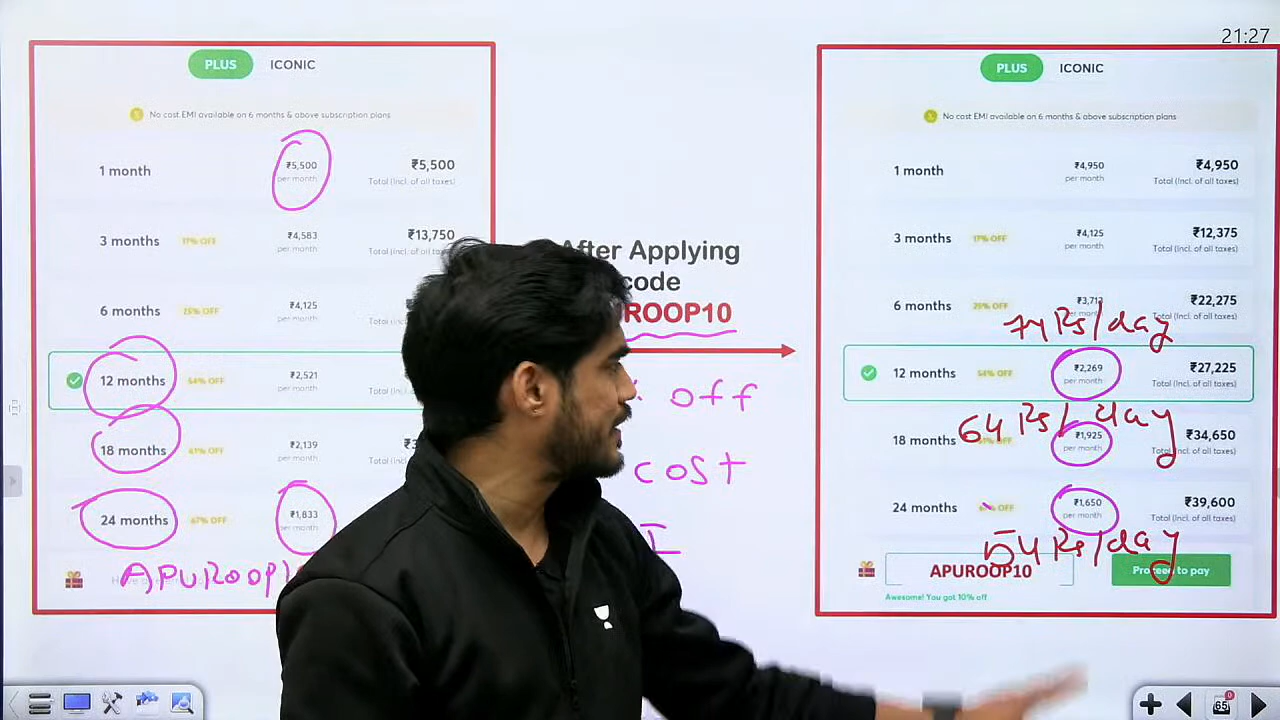 21:27
PLUS ICONIC
No cost EMI available on 6 months & above subscription plans
1 month ₹5,500 ₹5,500
per month Total (Incl. of all taxes)
3 months 17% OFF ₹4,583 ₹13,750
per month Total (Incl. of all taxes)
6 months 25% OFF ₹4,125
per month
12 months 54% OFF ₹2,521
per month
18 months 61% OFF ₹2,139
per month
24 months 67% OFF ₹1,833
per month
APUROOP1
After Applying
code
ROOP10
off
cost
I
PLUS ICONIC
No cost EMI available on 6 months & above subscription plans
1 month ₹4,950 ₹4,950
per month Total (Incl. of all taxes)
3 months 17% OFF ₹4,125 ₹12,375
per month Total (Incl. of all taxes)
6 months 25% OFF ₹3,713 ₹22,275
per month Total (Incl. of all taxes)
74 Rs/day
12 months 54% OFF ₹2,269 ₹27,225
per month Total (Incl. of all taxes)
64 Rs/day
18 months ₹1,925 ₹34,650
per month Total (Incl. of all taxes)
24 months OFF ₹1,650 ₹39,600
per month Total (Incl. of all taxes)
54 Rs/day
APUROOP10 Proceed to pay
Awesome! You got 10% off
65